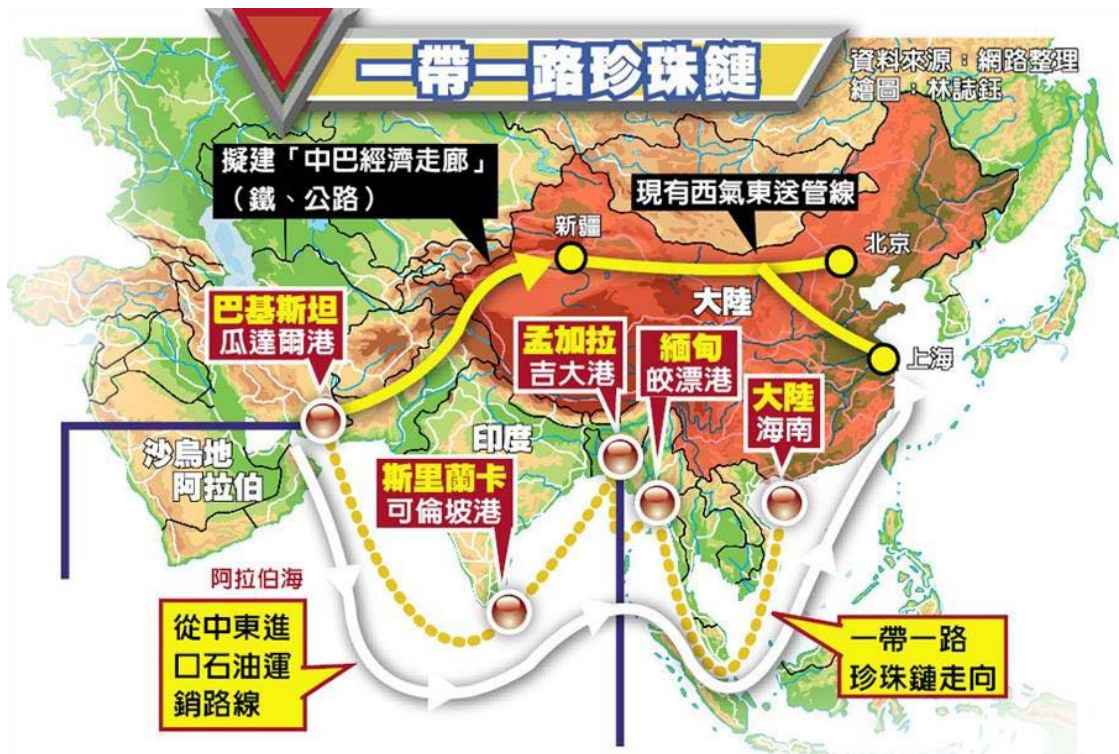 一帶一路珍珠鏈
資料來源：網路整理
繪圖：林誌鈺
擬建「中巴經濟走廊」
（鐵、公路）
現有西氣東送管線
新疆
北京
大陸
上海
巴基斯坦
瓜達爾港
孟加拉
吉大港
緬甸
皎漂港
大陸
海南
沙烏地
阿拉伯
印度
斯里蘭卡
可倫坡港
阿拉伯海
從中東進
口石油運
銷路線
一帶一路
珍珠鏈走向